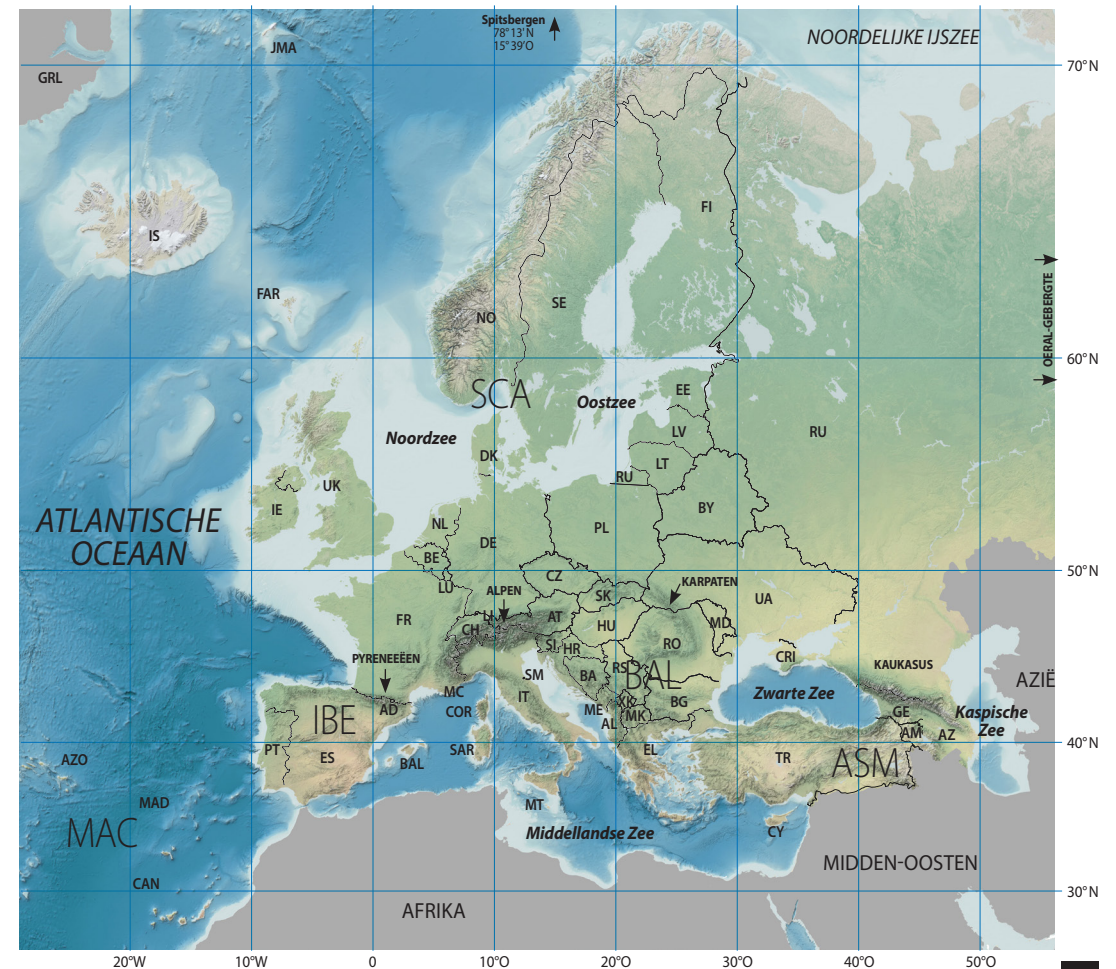 Spitsbergen
78°13'N
15°39'O
NOORDELIJKE IJSZEE
JMA
GRL
70°N
IS
FI
FAR
SE
NO
OERAL-GEBERGTE
60°N
SCA
Oostzee
EE
Noordzee
LV
RU
DK
LT
RU
UK
IE
BY
ATLANTISCHE
OCEAAN
NL
PL
DE
BE
50°N
CZ
KARPATEN
LU
ALPEN
SK
UA
FR
LI
AT
HU
MD
CH
RO
SI
HR
CRI
PYRENEEËEN
KAUKASUS
RS
SM
BA
BAL
AZIË
MC
IT
Zwarte Zee
AD
COR
ME
XK
BG
IBE
AL
MK
GE
Kaspische
Zee
AM
AZ
PT
SAR
EL
40°N
ES
BAL
TR
ASM
AZO
MAD
MT
MAC
Middellandse Zee
CY
MIDDEN-OOSTEN
CAN
30°N
AFRIKA
20°W
10°W
0
10°O
20°O
30°O
40°O
50°O